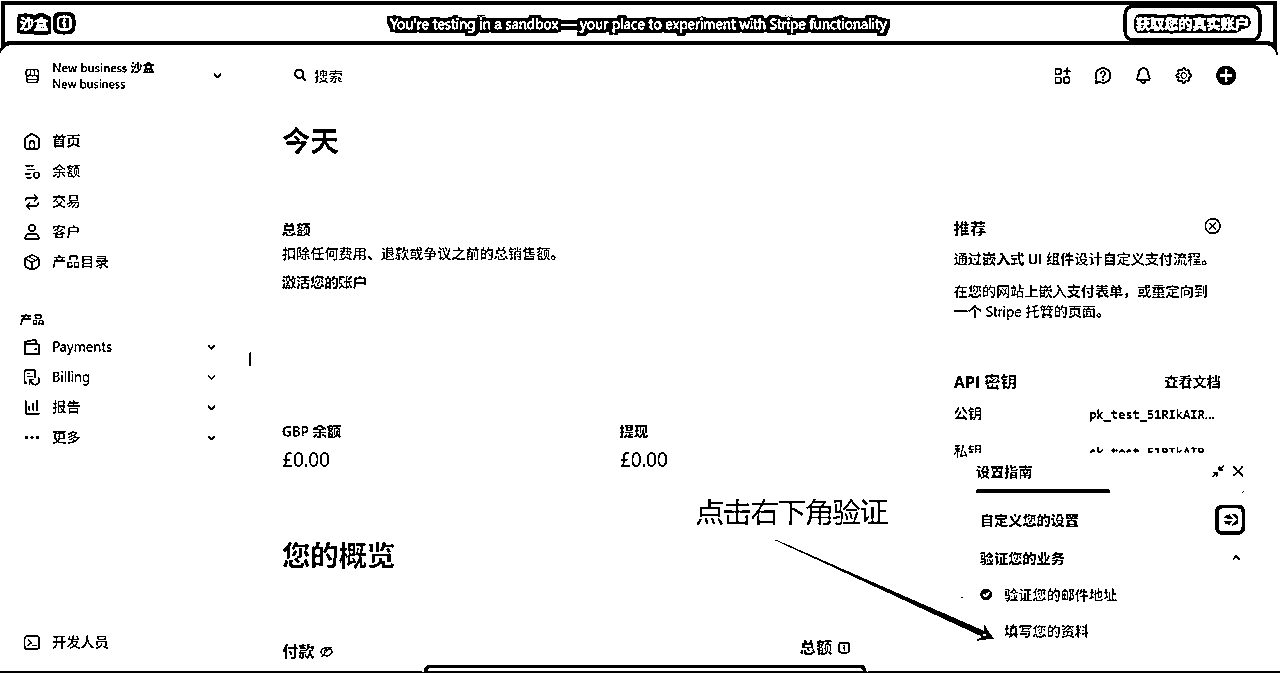 沙盒
You're testing in a sandbox — your place to experiment with Stripe functionality
获取您的真实账户
New business 沙盒
New business
搜索
首页
余额
交易
客户
产品目录
产品
Payments
Billing
报告
更多
开发人员
今天
总额
扣除任何费用、退款或争议之前的总销售额。
激活您的账户
GBP 余额
£0.00
提现
£0.00
您的概览
付款
总额
推荐
通过嵌入式 UI 组件设计自定义支付流程。
在您的网站上嵌入支付表单，或重定向到
一个 Stripe 托管的页面。
API 密钥
查看文档
公钥
pk_test_51RIkAIR…
私钥
设置指南
自定义您的设置
验证您的业务
验证您的邮件地址
填写您的资料
点击右下角验证